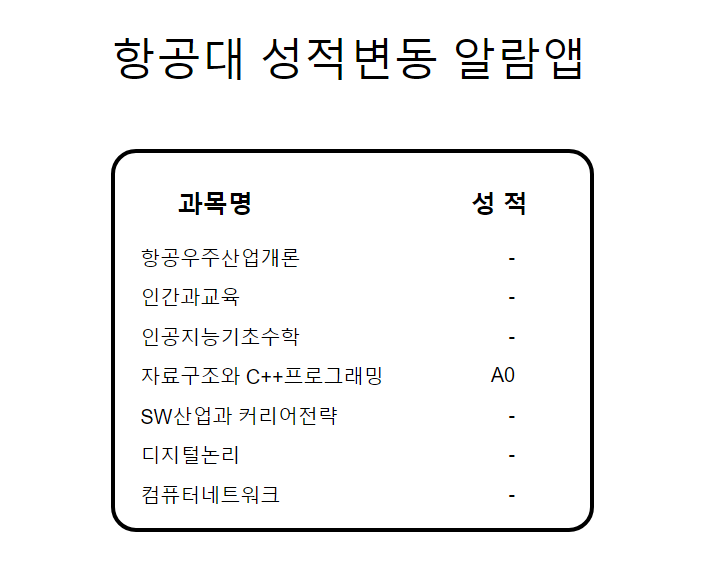 항공대 성적변동 알람앱
과목명 성 적
항공우주산업개론 -
인간과교육 -
인공지능기초수학 -
자료구조와 C++프로그래밍 A0
SW산업과 커리어전략 -
디지털논리 -
컴퓨터네트워크 -